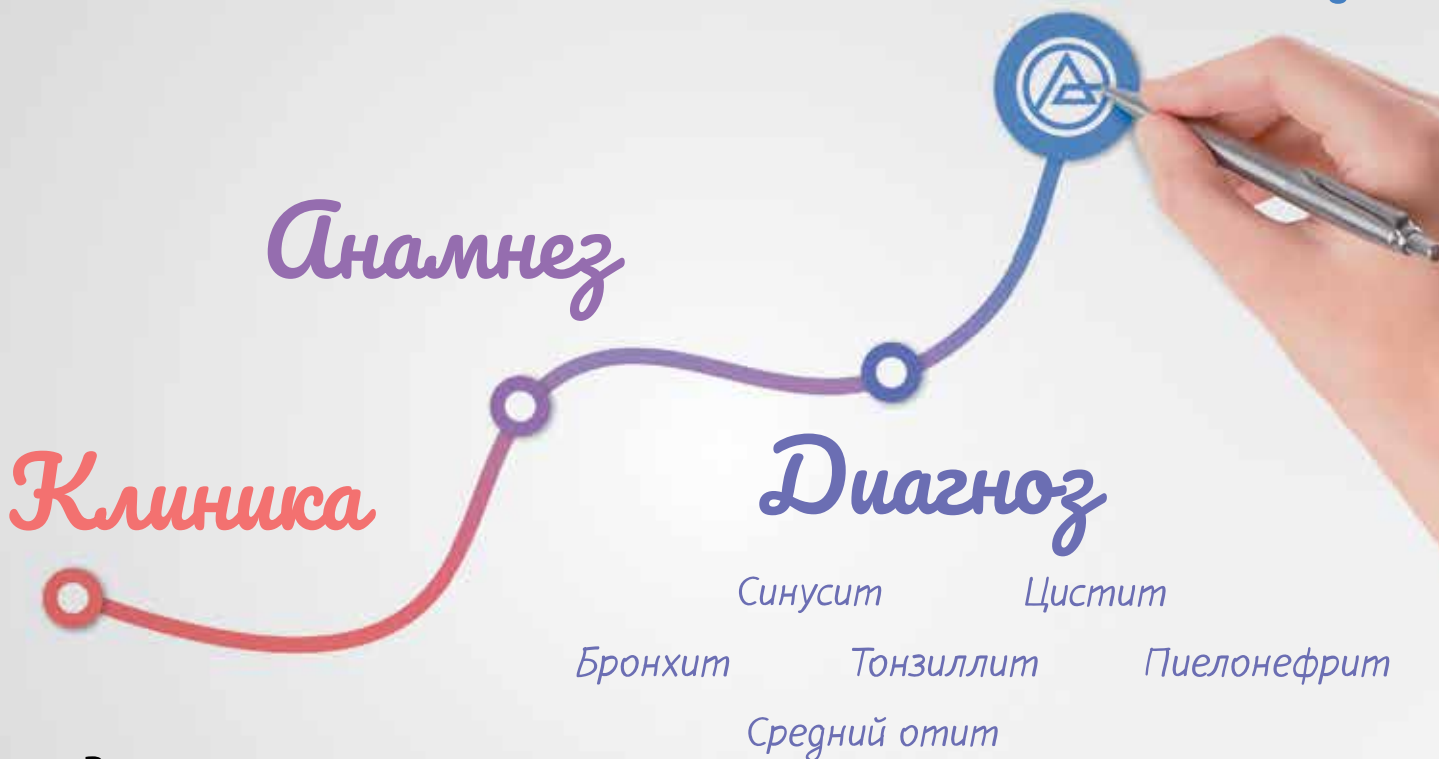 Анамнез
Клиника
Диагноз
Синусит Цистит
Бронхит Тонзиллит Пиелонефрит
Средний отит